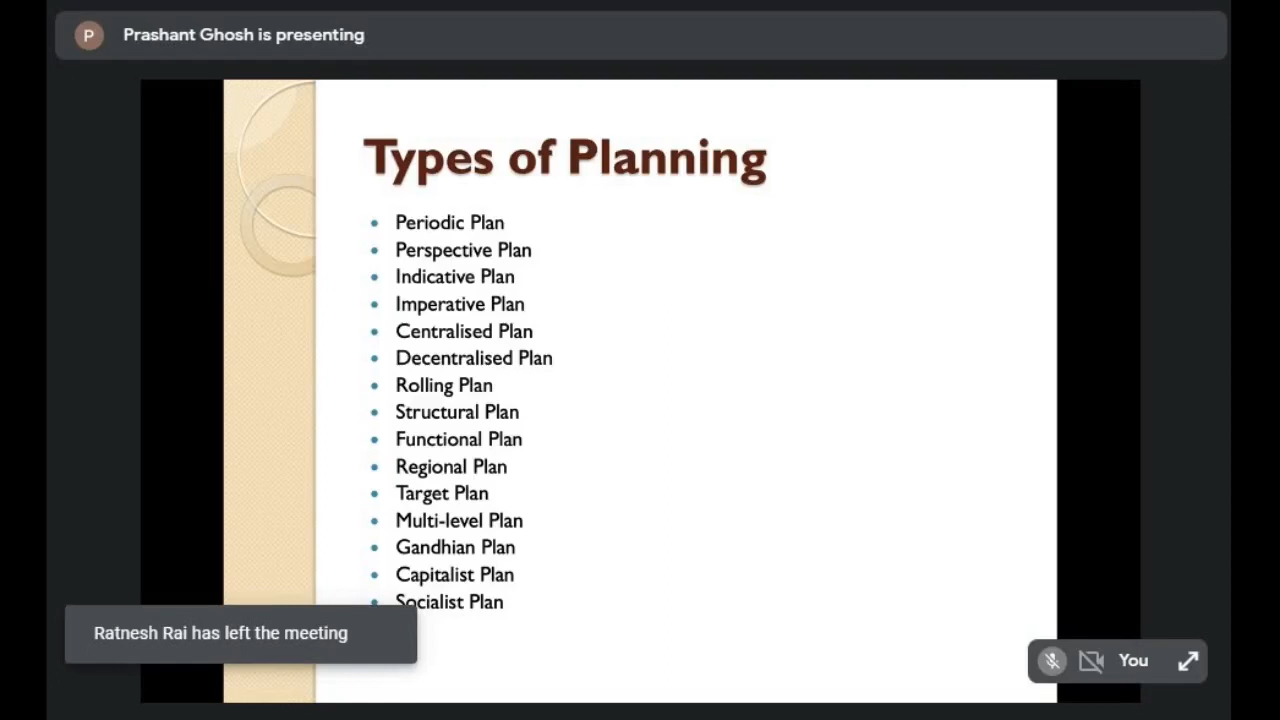 P
Prashant Ghosh is presenting
Types of Planning
• Periodic Plan
• Perspective Plan
• Indicative Plan
• Imperative Plan
• Centralised Plan
• Decentralised Plan
• Rolling Plan
• Structural Plan
• Functional Plan
• Regional Plan
• Target Plan
• Multi-level Plan
• Gandhian Plan
• Capitalist Plan
• Socialist Plan
Ratnesh Rai has left the meeting
You